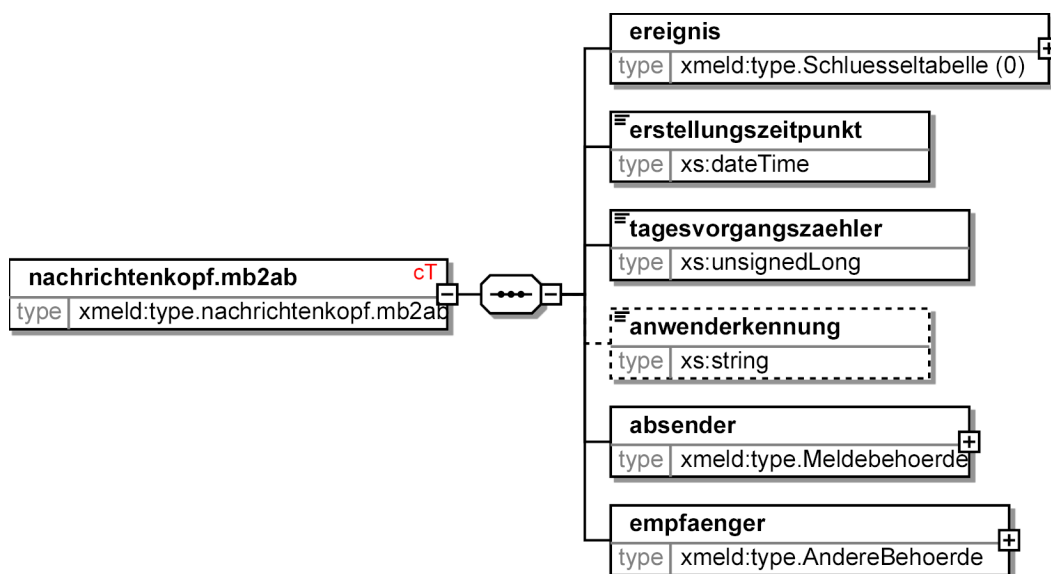 ereignis
type xmeld:type.Schluesseltabelle (0)
erstellungszeitpunkt
type xs:dateTime
tagesvorgangszaehler
type xs:unsignedLong
nachrichtenkopf.mb2ab cT
type xmeld:type.nachrichtenkopf.mb2ab
anwenderkennung
type xs:string
absender
type xmeld:type.Meldebehoerde
empfaenger
type xmeld:type.AndereBehoerde